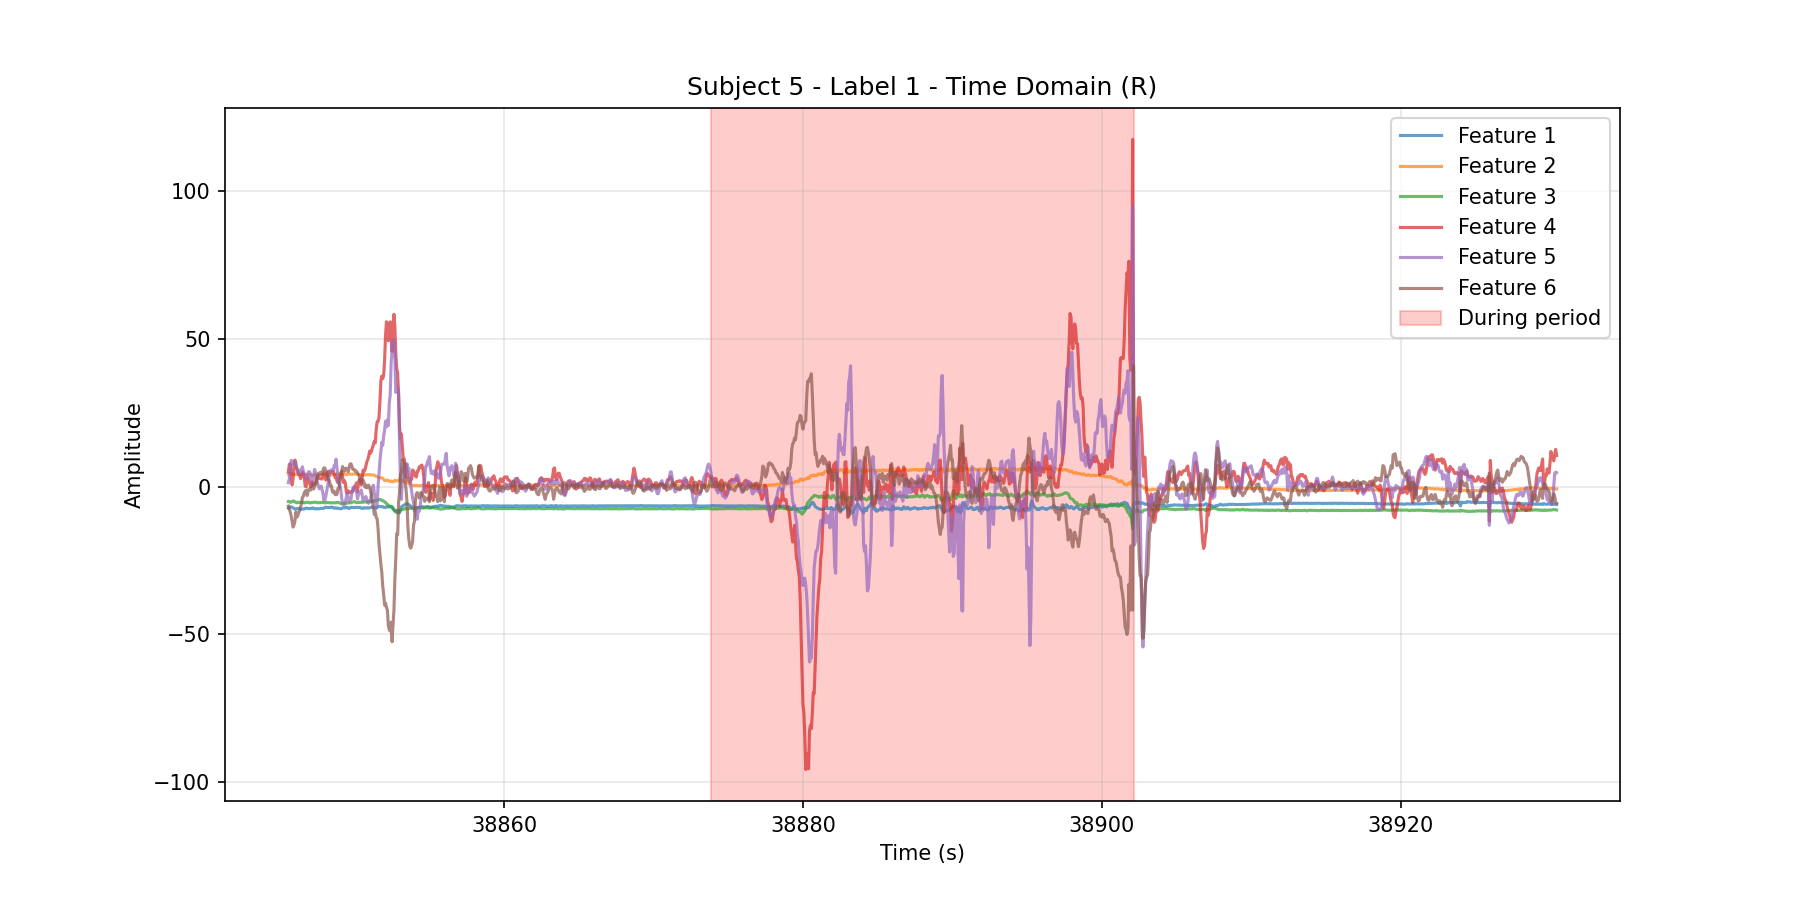 Subject 5 - Label 1 - Time Domain (R)
Feature 1
Feature 2
Feature 3
Feature 4
Feature 5
Feature 6
During period
100
50
0
−50
−100
Amplitude
38860
38880
38900
38920
Time (s)